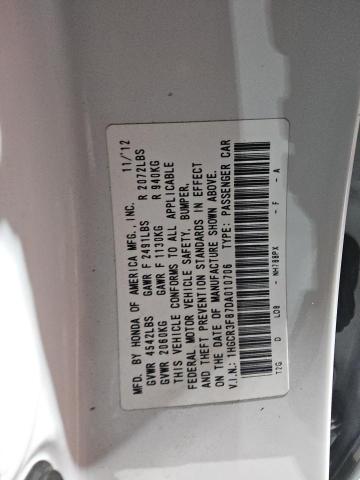 MFD. BY HONDA OF AMERICA MFG., INC. 11/'12
GVWR 4542LBS GAWR F 2491LBS R 2072LBS
GVWR 2060KG GAWR F 1130KG R 940KG
THIS VEHICLE CONFORMS TO ALL APPLICABLE
FEDERAL MOTOR VEHICLE SAFETY, BUMPER,
AND THEFT PREVENTION STANDARDS IN EFFECT
ON THE DATE OF MANUFACTURE SHOWN ABOVE.
V.I.N.: 1HGCR3F87DA010706 TYPE: PASSENGER CAR
T2G D LD8 - NH788PX - F - A